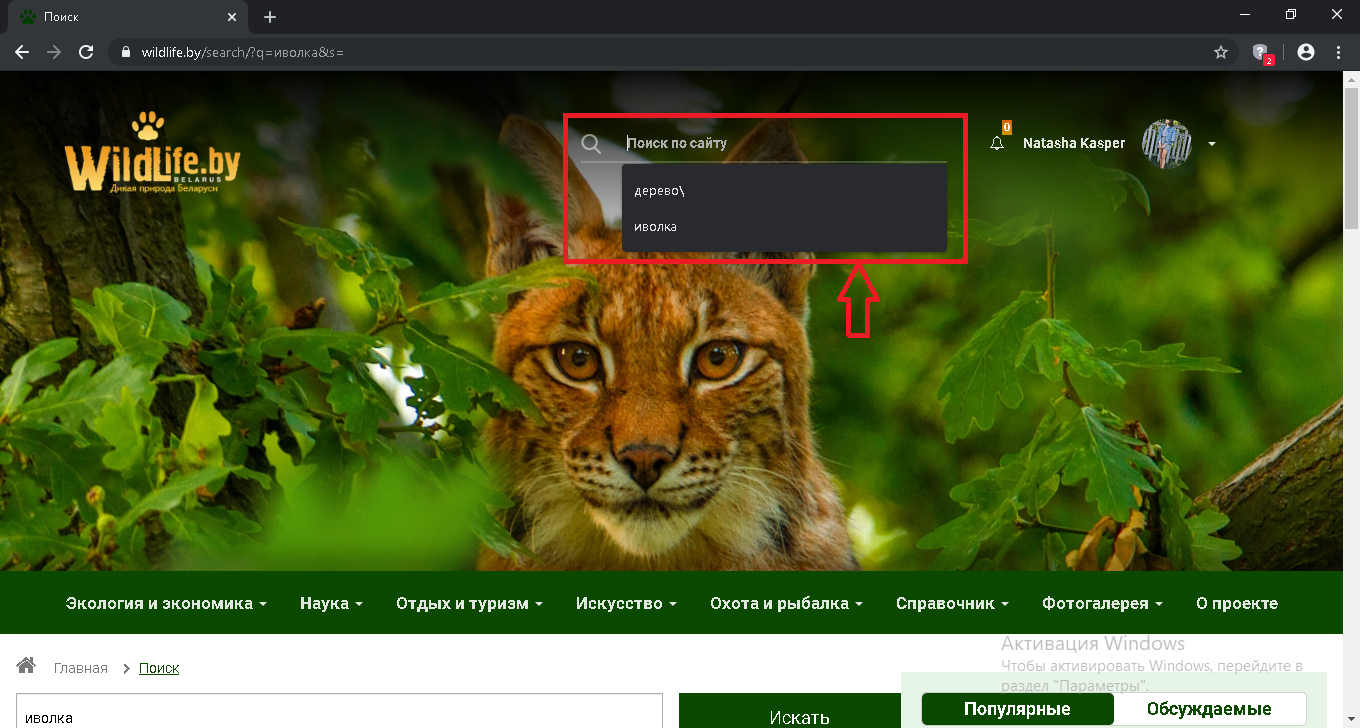 Поиск
wildlife.by/search/?q=иволка&s=
2
WildLife.by
BELARUS
Дикая природа Беларуси
Поиск по сайту
0
Natasha Kasper
дерево\
иволка
Экология и экономика Наука Отдых и туризм Искусство Охота и рыбалка Справочник Фотогалерея О проекте
Активация Windows
Чтобы активировать Windows, перейдите в
раздел "Параметры".
Главная Поиск
иволка
Искать
Популярные Обсуждаемые